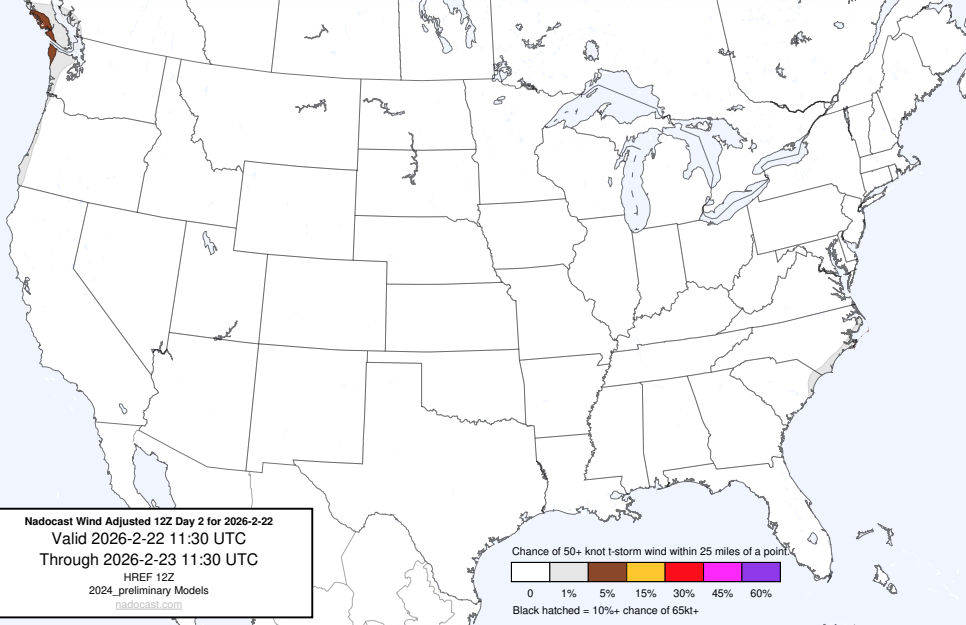 Nadocast Wind Adjusted 12Z Day 2 for 2026-2-22
Valid 2026-2-22 11:30 UTC
Through 2026-2-23 11:30 UTC
HREF 12Z
2024_preliminary Models
nadocast.com
Chance of 50+ knot t-storm wind within 25 miles of a point.
0 1% 5% 15% 30% 45% 60%
Black hatched = 10%+ chance of 65kt+